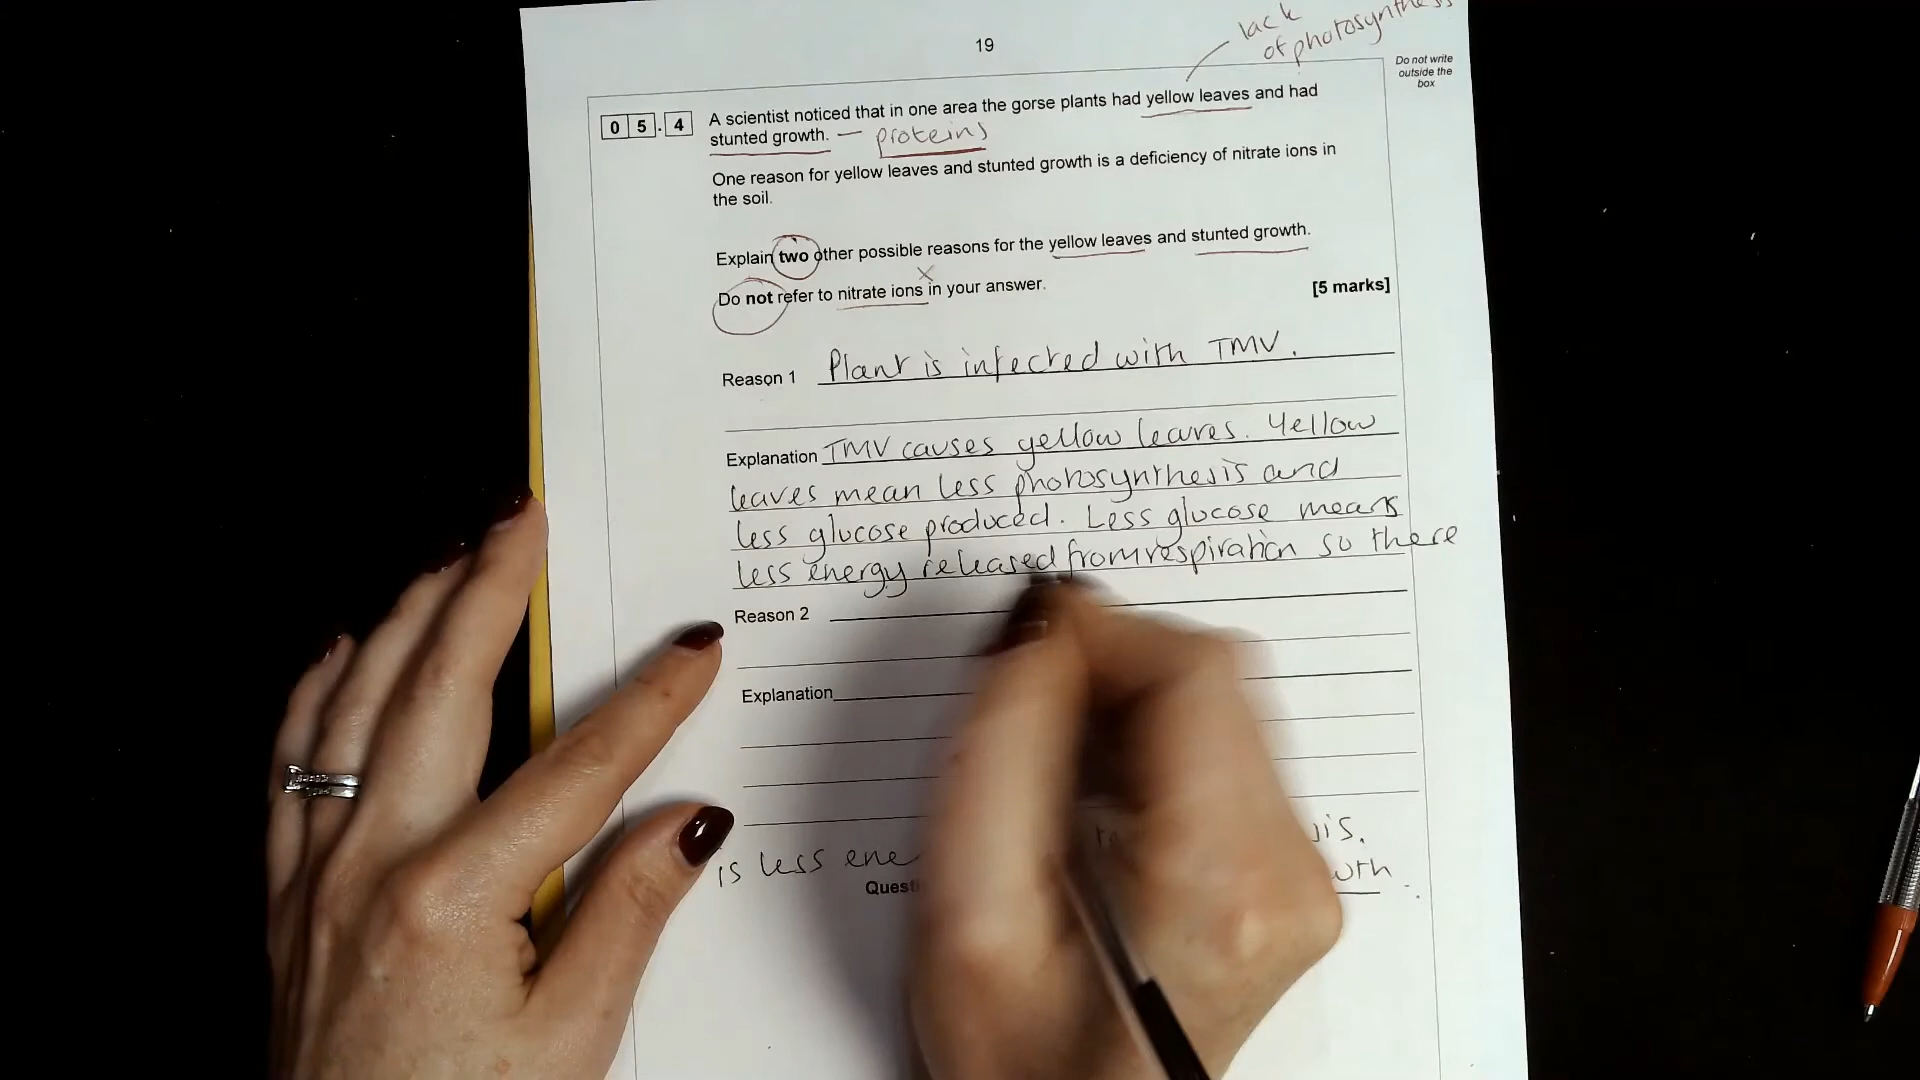 lack
of photosynthesis
19
Do not write
outside the
box
0 5 . 4 A scientist noticed that in one area the gorse plants had yellow leaves and had
stunted growth. — proteins
One reason for yellow leaves and stunted growth is a deficiency of nitrate ions in
the soil.
Explain two other possible reasons for the yellow leaves and stunted growth.
Do not refer to nitrate ions in your answer.
[5 marks]
Reason 1 Plant is infected with TMV.
Explanation TMV causes yellow leaves. Yellow
leaves mean less photosynthesis and
less glucose produced. Less glucose means
less energy released from respiration so there
Reason 2
Explanation
is less